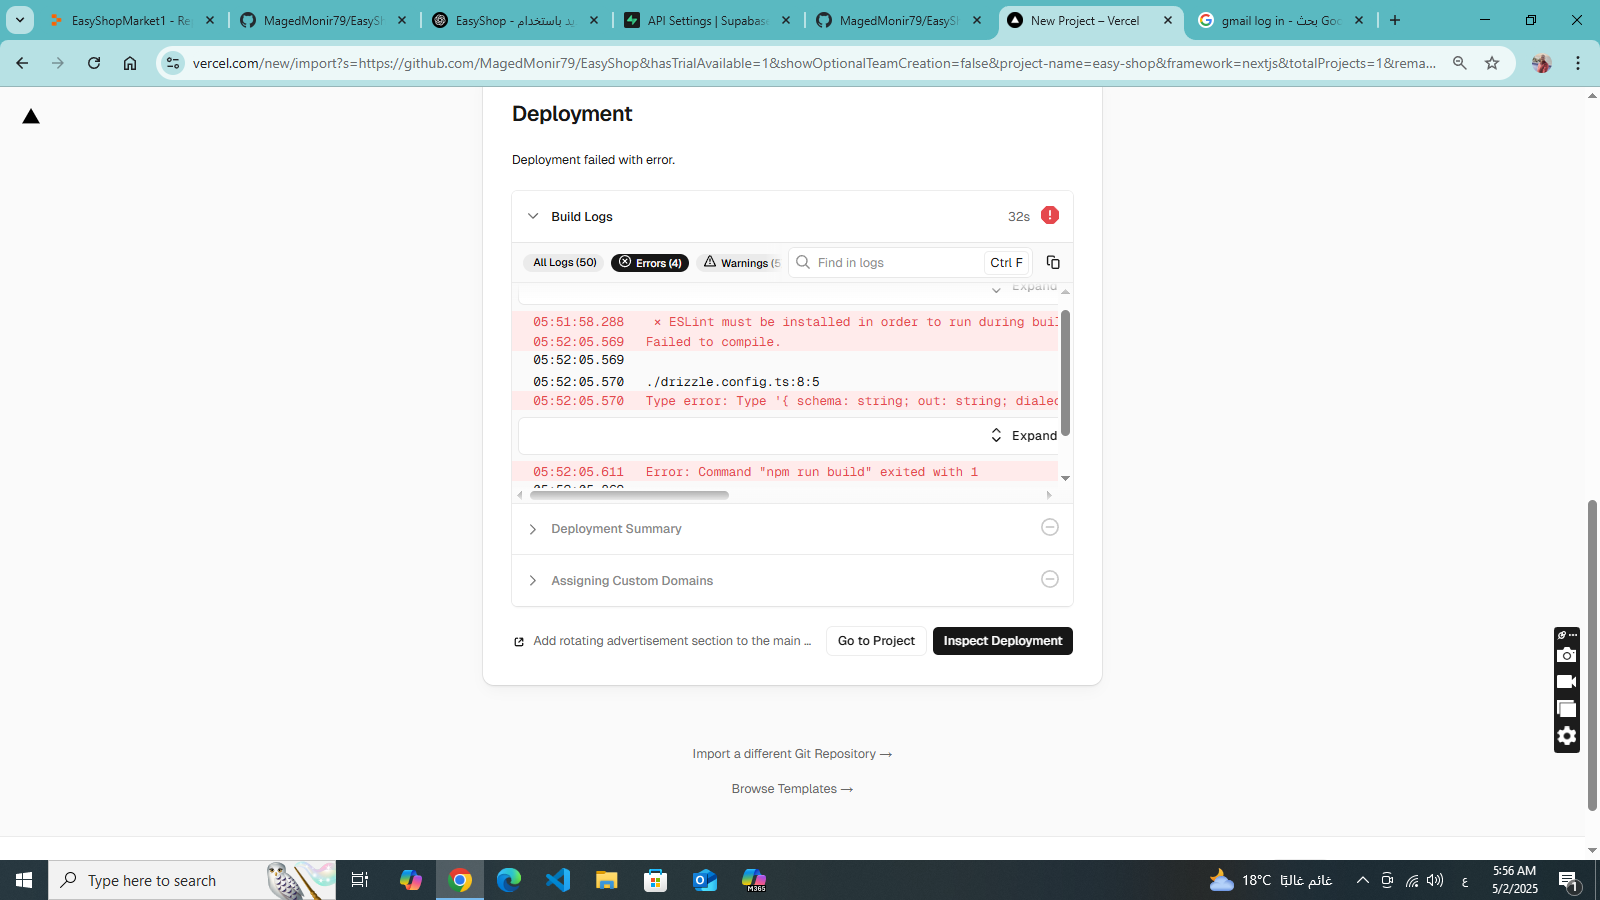 EasyShopMarket1 - Re
MagedMonir79/EasySh
EasyShop - يد باستخدام
API Settings | Supabase
MagedMonir79/EasySh
New Project – Vercel
gmail log in - بحث Goo
vercel.com/new/import?s=https://github.com/MagedMonir79/EasyShop&hasTrialAvailable=1&showOptionalTeamCreation=false&project-name=easy-shop&framework=nextjs&totalProjects=1&rema...
Deployment
Deployment failed with error.
Build Logs
32s
All Logs (50)
Errors (4)
Warnings (5
Find in logs
Ctrl F
Expand
05:51:58.288 × ESLint must be installed in order to run during buil
05:52:05.569 Failed to compile.
05:52:05.569
05:52:05.570 ./drizzle.config.ts:8:5
05:52:05.570 Type error: Type '{ schema: string; out: string; dialec
Expand
05:52:05.611 Error: Command "npm run build" exited with 1
Deployment Summary
Assigning Custom Domains
Add rotating advertisement section to the main ...
Go to Project
Inspect Deployment
Import a different Git Repository →
Browse Templates →
Type here to search
M365
18°C غائم غالبًا
ع
5:56 AM
5/2/2025
1